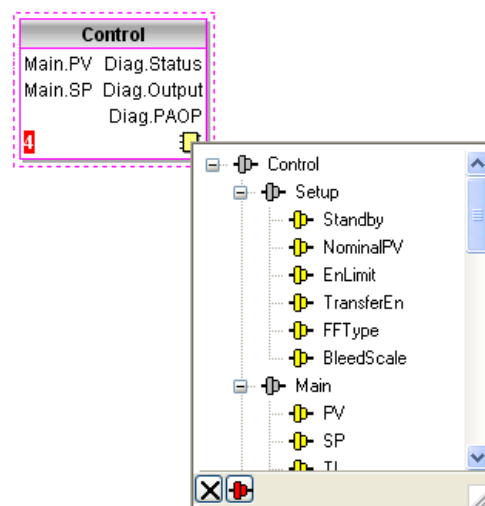 Control
Main.PV Diag.Status
Main.SP Diag.Output
Diag.PAOP
4
Control
Setup
Standby
NominalPV
EnLimit
TransferEn
FFType
BleedScale
Main
PV
SP